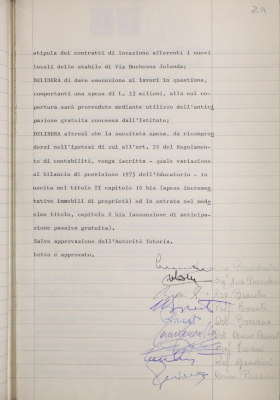 stipula dei contratti di locazione afferenti i nuovi
locali dello stabile di Via Duchessa Jolanda;
DELIBERA di dare esecuzione ai lavori in questione,
comportanti una spesa di L. 53 milioni, alla cui co-
pertura sarà provveduto mediante utilizzo dell'antici
pazione gratuita concessa dall'Istituto;
DELIBERA altresì che la succitata spesa, da ricompren
dersi nell'ipotesi di cui all'art. 20 del Regolamen-
to di contabilità, venga iscritta - quale variazione
al bilancio di previsione 1975 dell'Educatorio - in
uscita nel titolo II capitolo 16 bis (spese incremen
tative immobili di proprietà) ed in entrata nel mede
simo titolo, capitolo 5 bis (assunzione di anticipa-
zione passiva gratuita).
Salvo approvazione dell'Autorità Tutoria.
Letto e approvato.